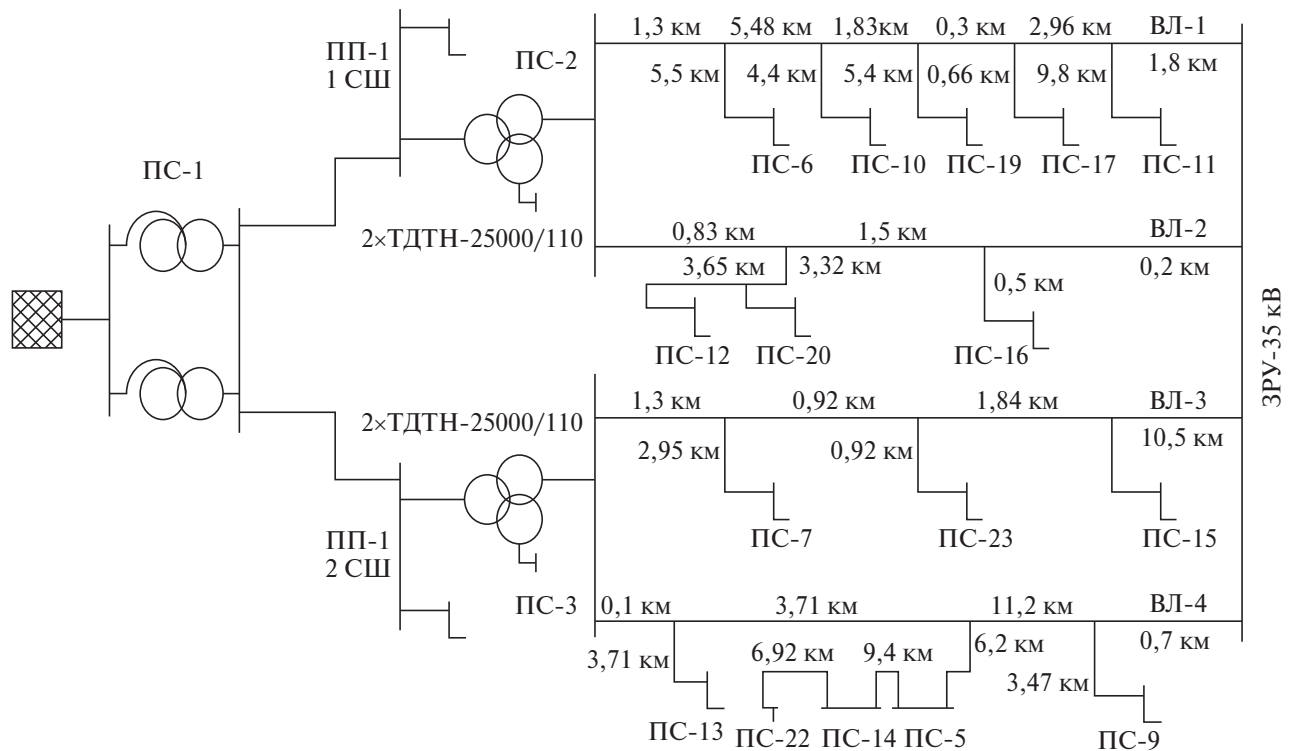 1,3 км 5,48 км 1,83км 0,3 км 2,96 км ВЛ-1
ПП-1
1 СШ
ПС-2
5,5 км 4,4 км 5,4 км 0,66 км 9,8 км 1,8 км
ПС-6 ПС-10 ПС-19 ПС-17 ПС-11
ПС-1
2×ТДТН-25000/110
0,83 км 1,5 км ВЛ-2
3,65 км 3,32 км 0,5 км 0,2 км
ПС-12 ПС-20 ПС-16
ЗРУ-35 кВ
2×ТДТН-25000/110
1,3 км 0,92 км 1,84 км ВЛ-3
2,95 км 0,92 км 10,5 км
ПС-7 ПС-23 ПС-15
ПП-1
2 СШ
ПС-3
0,1 км 3,71 км 11,2 км ВЛ-4
3,71 км 6,92 км 9,4 км 6,2 км 0,7 км
3,47 км
ПС-13 ПС-22 ПС-14 ПС-5 ПС-9